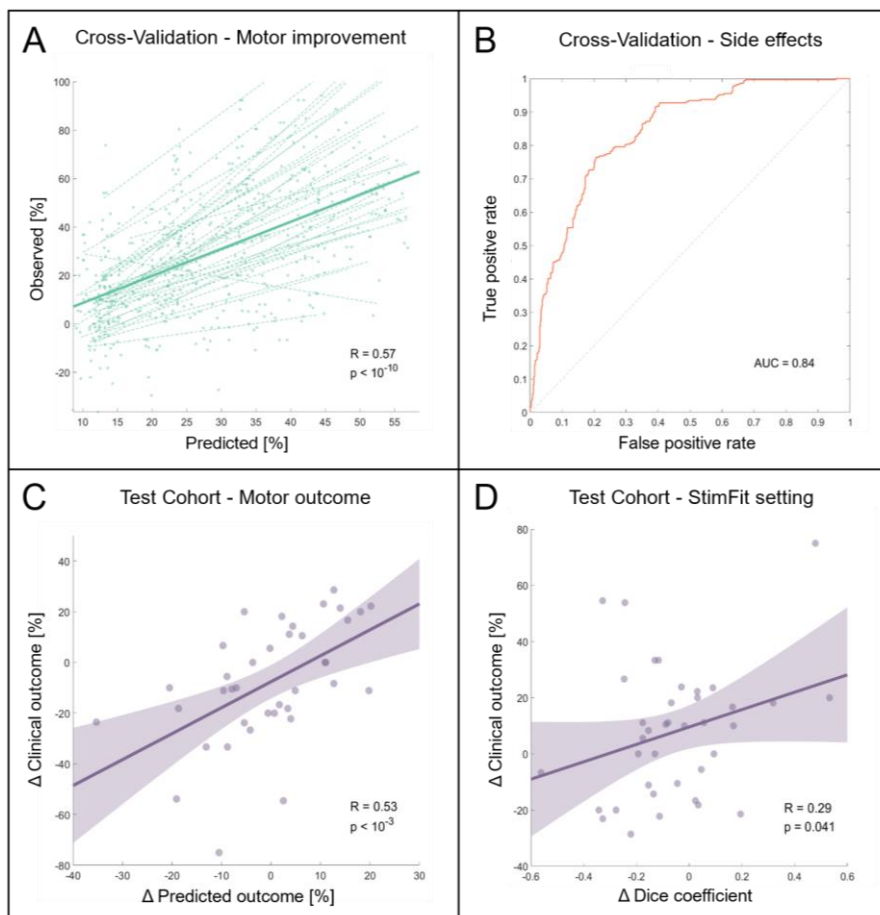 A
Cross-Validation - Motor improvement
100
80
60
40
20
0
-20
Observed [%]
R = 0.57
p < 10-10
10 15 20 25 30 35 40 45 50 55
Predicted [%]
B
Cross-Validation - Side effects
1
0.9
0.8
0.7
0.6
0.5
0.4
0.3
0.2
0.1
0
True positve rate
AUC = 0.84
0 0.1 0.2 0.3 0.4 0.5 0.6 0.7 0.8 0.9 1
False positive rate
C
Test Cohort - Motor outcome
40
20
0
-20
-40
-60
-80
Δ Clinical outcome [%]
R = 0.53
p < 10-3
-40 -30 -20 -10 0 10 20 30
Δ Predicted outcome [%]
D
Test Cohort - StimFit setting
80
60
40
20
0
-20
-40
Δ Clinical outcome [%]
R = 0.29
p = 0.041
-0.6 -0.4 -0.2 0 0.2 0.4 0.6
Δ Dice coefficient